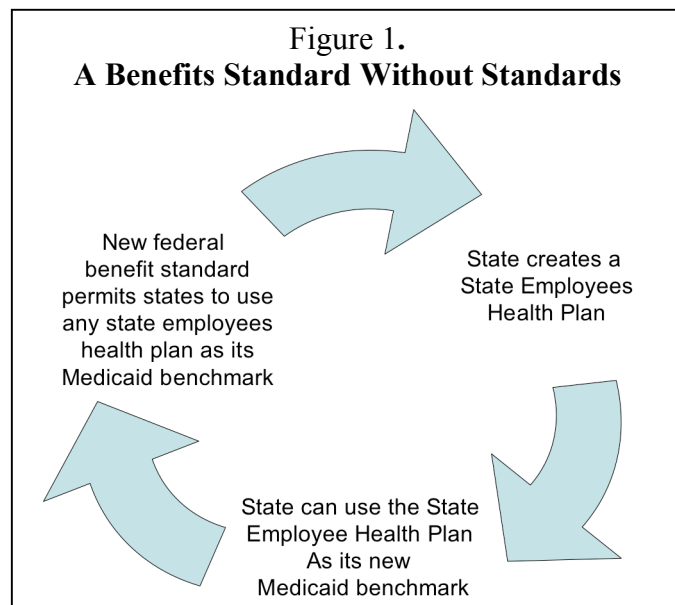 Figure 1.
A Benefits Standard Without Standards
New federal
benefit standard
permits states to use
any state employees
health plan as its
Medicaid benchmark
State creates a
State Employees
Health Plan
State can use the State
Employee Health Plan
As its new
Medicaid benchmark